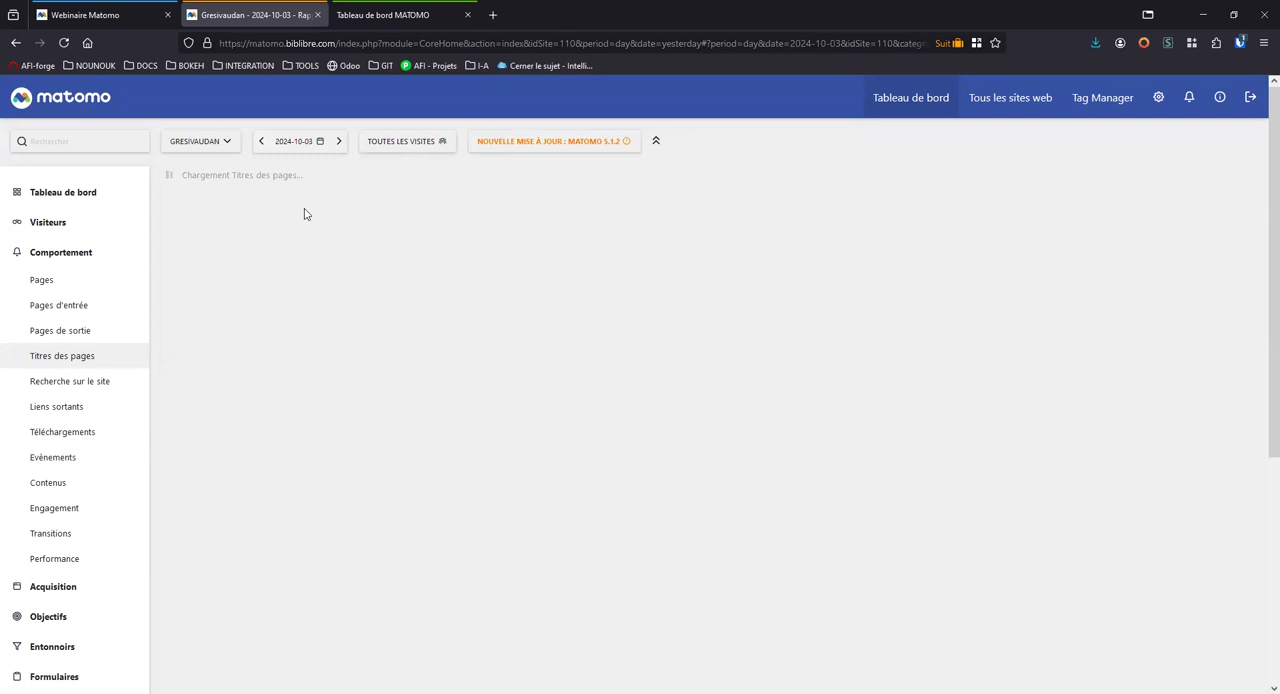 Webinaire Matomo
Gresivaudan - 2024-10-03 - Rap
Tableau de bord MATOMO
https://matomo.biblibre.com/index.php?module=CoreHome&action=index&idSite=110&period=day&date=yesterday#?period=day&date=2024-10-03&idSite=110&categ
Suit
AFI-forge
NOUNOUK
DOCS
BOKEH
INTEGRATION
TOOLS
Odoo
GIT
AFI - Projets
I-A
Cerner le sujet - Intelli...
matomo
Tableau de bord
Tous les sites web
Tag Manager
Rechercher
GRESIVAUDAN
2024-10-03
TOUTES LES VISITES
NOUVELLE MISE À JOUR : MATOMO 5.1.2
Chargement Titres des pages...
Tableau de bord
Visiteurs
Comportement
Pages
Pages d'entrée
Pages de sortie
Titres des pages
Recherche sur le site
Liens sortants
Téléchargements
Evènements
Contenus
Engagement
Transitions
Performance
Acquisition
Objectifs
Entonnoirs
Formulaires